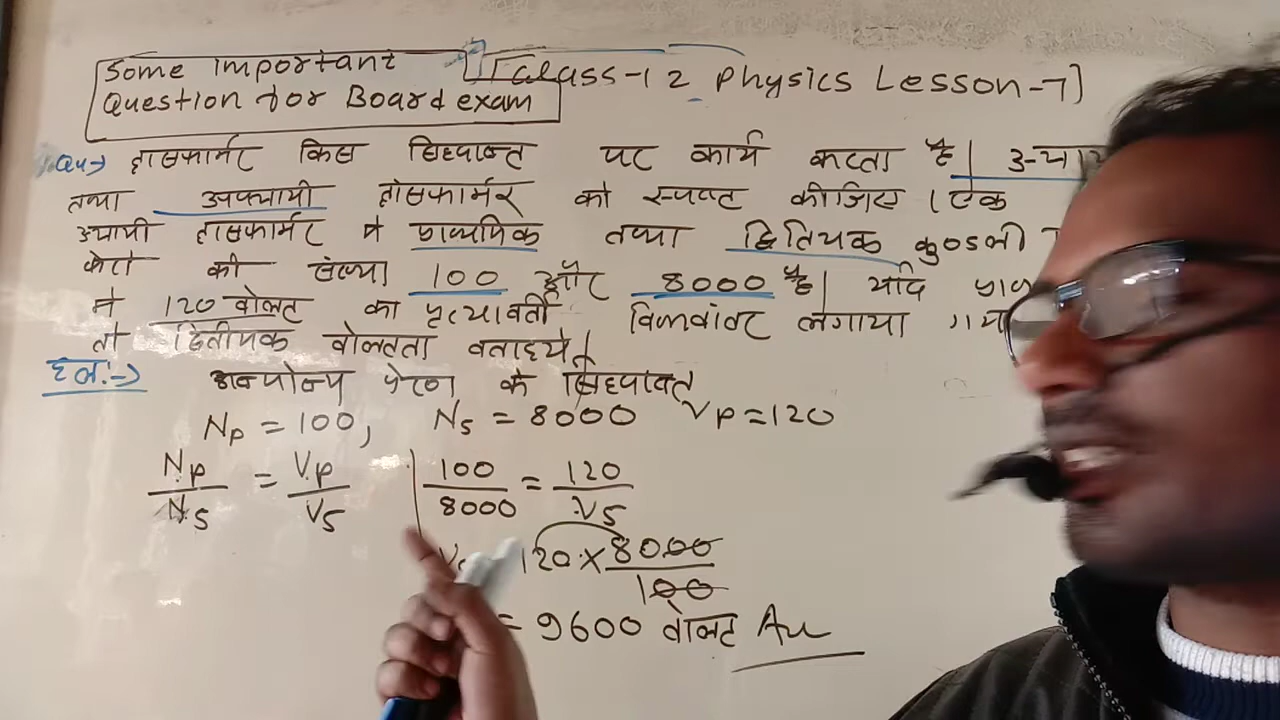 Some Important
Question for Board exam
[Class-12 Physics Lesson-7]
Qu→ ट्रांसफार्मर किस सिध्दान्त पर कार्य करता है| उच्चा
तथा अपचायी ट्रांसफार्मर को स्पष्ट कीजिए । एक
उच्चायी ट्रांसफार्मर मे प्राथमिक तथा द्वितियक कुण्डली
फेरो की संख्या 100 और 8000 है| यदि
मे 120 वोल्ट का प्रत्यावर्ती विभवांतर लगाया
तो द्वितीयक वोल्टता बताइये।
हल:→ अन्योन्य प्रेरण के सिध्दान्त
Np = 100, Ns = 8000 Vp = 120
Np/Ns = Vp/Vs | 100/8000 = 120/Vs
120 × 8000/100
= 9600 वोल्ट